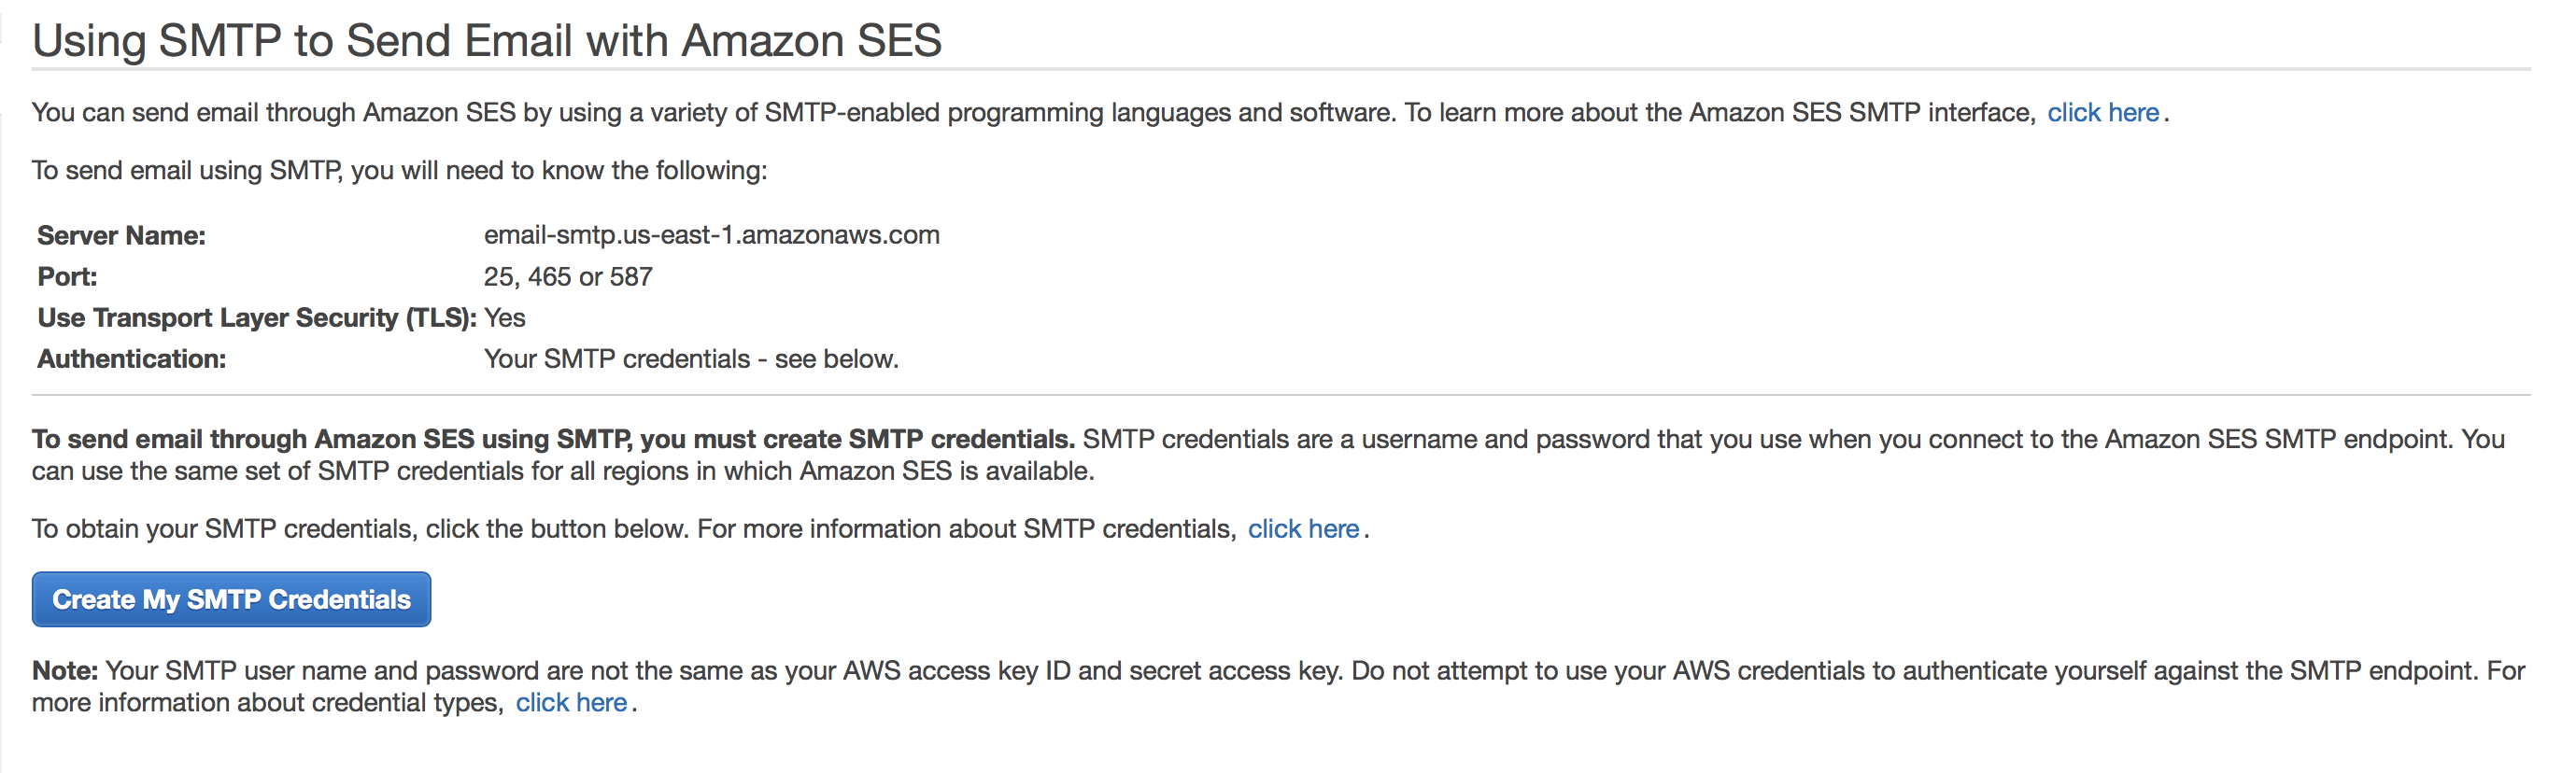 Using SMTP to Send Email with Amazon SES
You can send email through Amazon SES by using a variety of SMTP-enabled programming languages and software. To learn more about the Amazon SES SMTP interface, click here.
To send email using SMTP, you will need to know the following:
Server Name: email-smtp.us-east-1.amazonaws.com
Port: 25, 465 or 587
Use Transport Layer Security (TLS): Yes
Authentication: Your SMTP credentials - see below.
To send email through Amazon SES using SMTP, you must create SMTP credentials. SMTP credentials are a username and password that you use when you connect to the Amazon SES SMTP endpoint. You
can use the same set of SMTP credentials for all regions in which Amazon SES is available.
To obtain your SMTP credentials, click the button below. For more information about SMTP credentials, click here.
Create My SMTP Credentials
Note: Your SMTP user name and password are not the same as your AWS access key ID and secret access key. Do not attempt to use your AWS credentials to authenticate yourself against the SMTP endpoint. For
more information about credential types, click here.